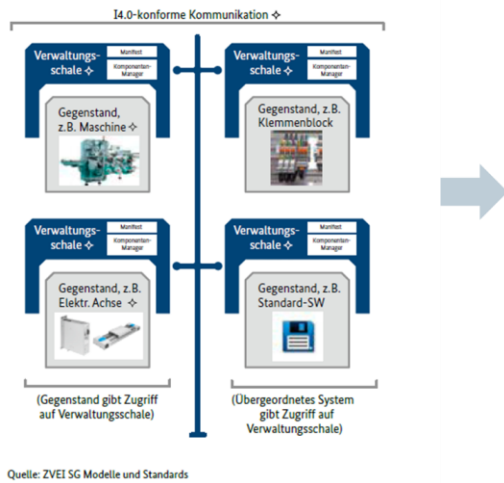 I4.0-konforme Kommunikation ✧
Verwaltungs-
schale ✧
Manifest
Komponenten-
Manager
Gegenstand,
z.B. Maschine ✧
Verwaltungs-
schale ✧
Manifest
Komponenten-
Manager
Gegenstand, z.B.
Klemmenblock
Verwaltungs-
schale ✧
Manifest
Komponenten-
Manager
Gegenstand, z.B.
Elektr. Achse ✧
Verwaltungs-
schale ✧
Manifest
Komponenten-
Manager
Gegenstand, z.B.
Standard-SW
(Gegenstand gibt Zugriff
auf Verwaltungsschale)
(Übergeordnetes System
gibt Zugriff auf
Verwaltungsschale)
Quelle: ZVEI SG Modelle und Standards